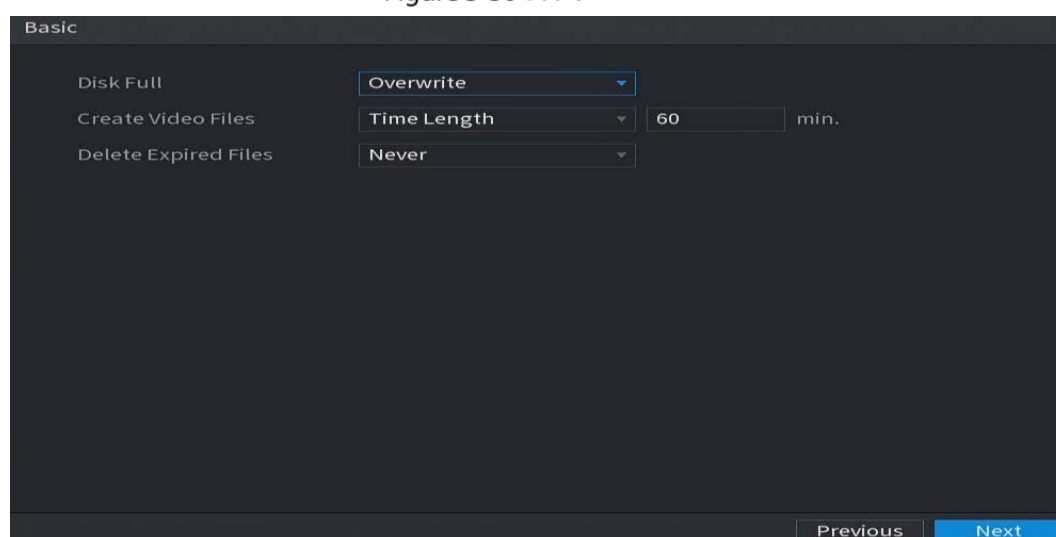 Basic
Disk Full Overwrite
Create Video Files Time Length 60 min.
Delete Expired Files Never
Previous Next